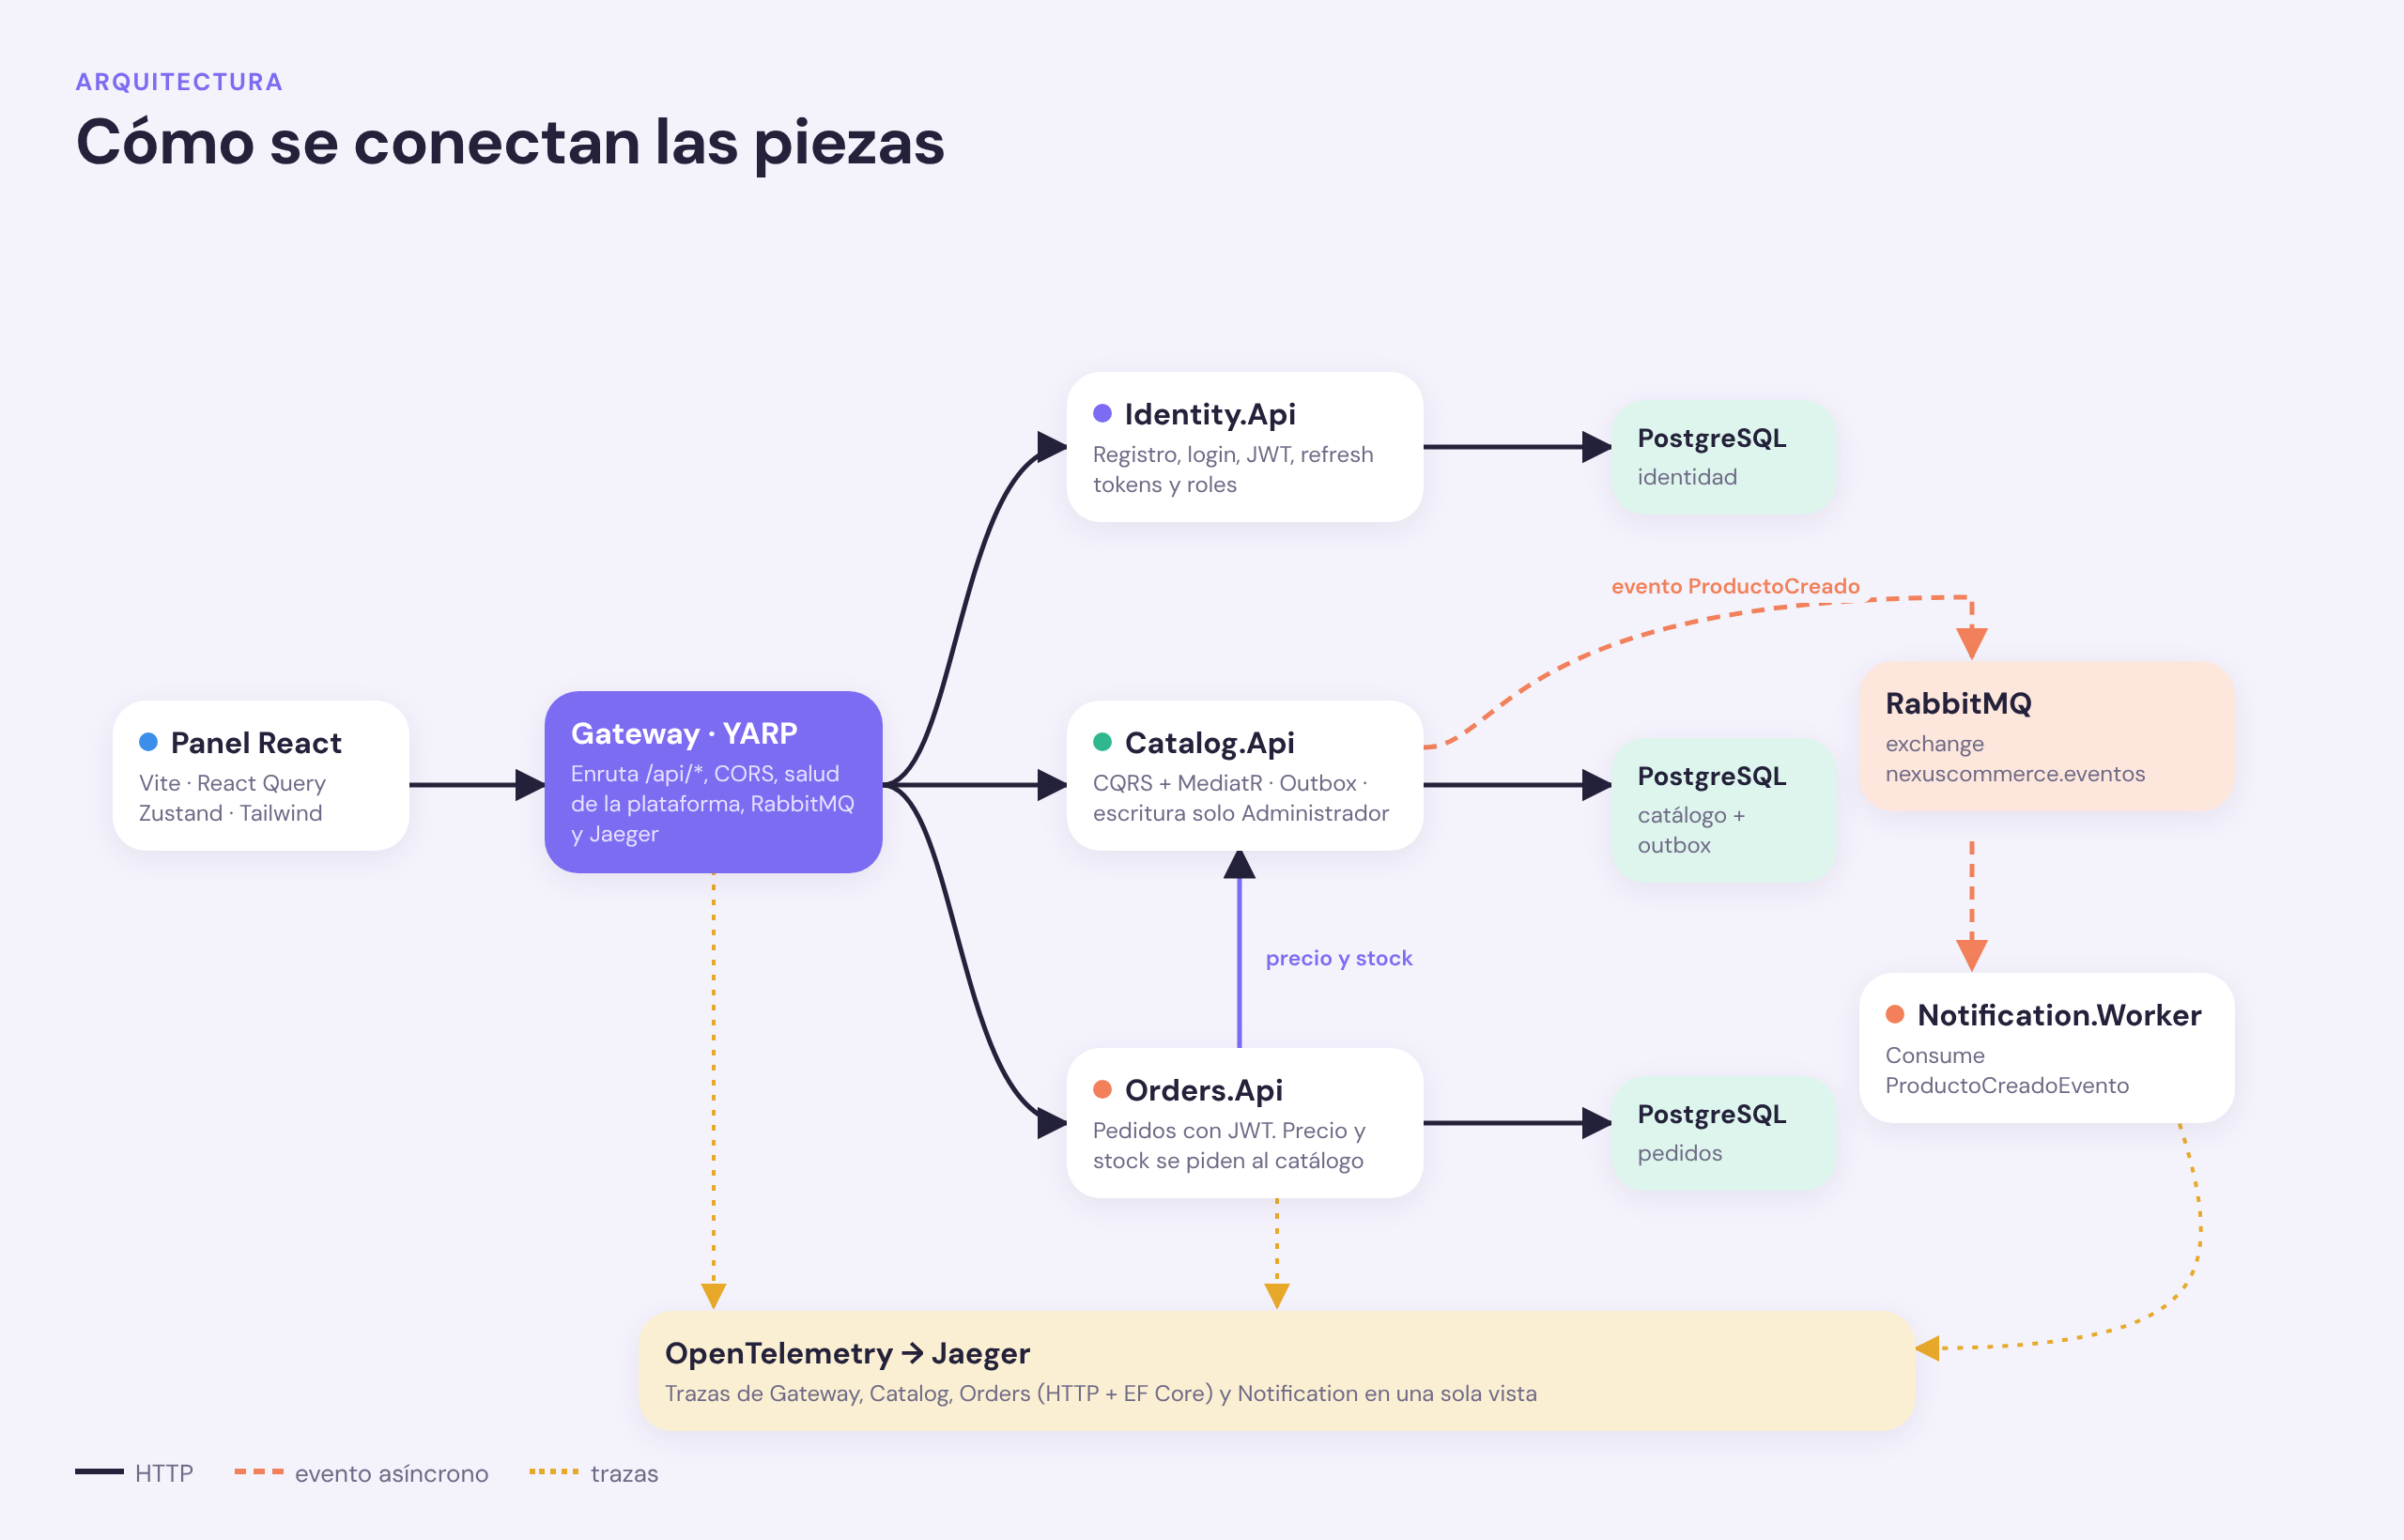 ARQUITECTURA
Cómo se conectan las piezas
Identity.Api
Registro, login, JWT, refresh
tokens y roles
PostgreSQL
identidad
evento ProductoCreado
Panel React
Vite · React Query
Zustand · Tailwind
Gateway · YARP
Enruta /api/*, CORS, salud
de la plataforma, RabbitMQ
y Jaeger
Catalog.Api
CQRS + MediatR · Outbox ·
escritura solo Administrador
PostgreSQL
catálogo +
outbox
RabbitMQ
exchange
nexuscommerce.eventos
precio y stock
Notification.Worker
Consume
ProductoCreadoEvento
Orders.Api
Pedidos con JWT. Precio y
stock se piden al catálogo
PostgreSQL
pedidos
OpenTelemetry → Jaeger
Trazas de Gateway, Catalog, Orders (HTTP + EF Core) y Notification en una sola vista
HTTP
evento asíncrono
trazas